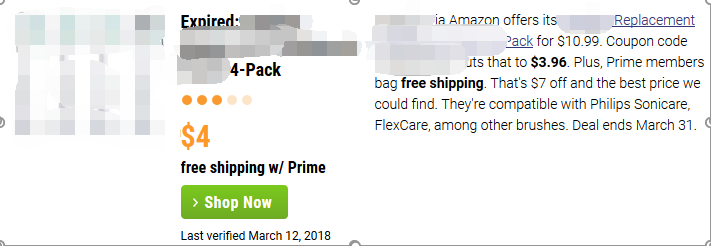 Expired:
4-Pack
$4
free shipping w/ Prime
Shop Now
Last verified March 12, 2018
Amazon offers its Replacement
Pack for $10.99. Coupon code
that to $3.96. Plus, Prime members
bag free shipping. That's $7 off and the best price we
could find. They're compatible with Philips Sonicare,
FlexCare, among other brushes. Deal ends March 31.